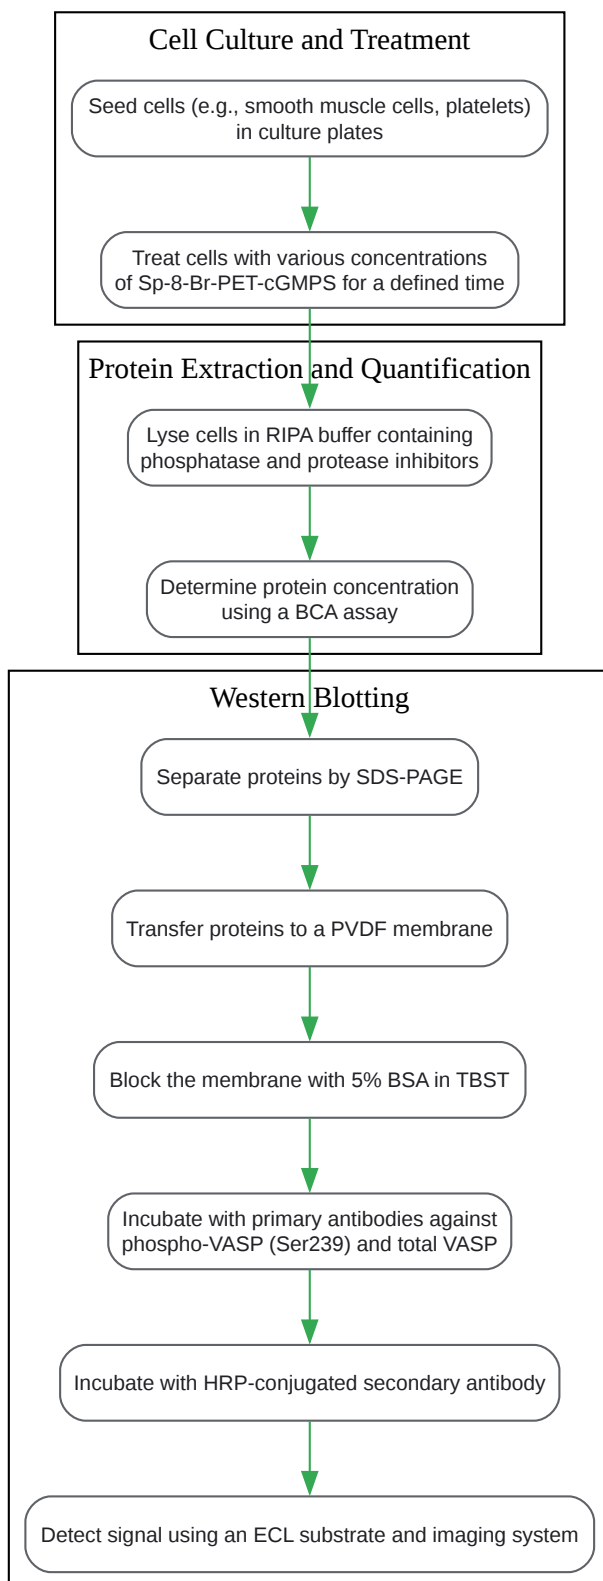 Cell Culture and Treatment
Seed cells (e.g., smooth muscle cells, platelets)
in culture plates
Treat cells with various concentrations
of Sp-8-Br-PET-cGMPS for a defined time
Protein Extraction and Quantification
Lyse cells in RIPA buffer containing
phosphatase and protease inhibitors
Determine protein concentration
using a BCA assay
Western Blotting
Separate proteins by SDS-PAGE
Transfer proteins to a PVDF membrane
Block the membrane with 5% BSA in TBST
Incubate with primary antibodies against
phospho-VASP (Ser239) and total VASP
Incubate with HRP-conjugated secondary antibody
Detect signal using an ECL substrate and imaging system